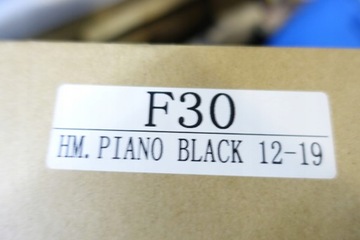 F30
HM. PIANO BLACK 12-19